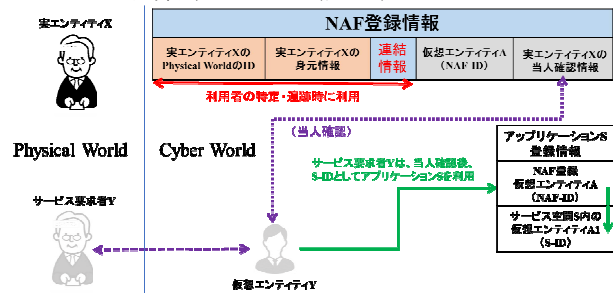 NAF登録情報
実エンティティX
実エンティティXの
Physical WorldのID
実エンティティXの
身元情報
連結
情報
仮想エンティティA
(NAF-ID)
実エンティティXの
当人確認情報
利用者の特定・追跡時に利用
(当人確認)
Physical World
Cyber World
サービス要求者Yは、当人確認後、
S-IDとしてアプリケーションSを利用
アップリケーションS
登録情報
NAF登録
仮想エンティティA
(NAF-ID)
サービス空間S内の
仮想エンティティA1
(S-ID)
サービス要求者Y
仮想エンティティY